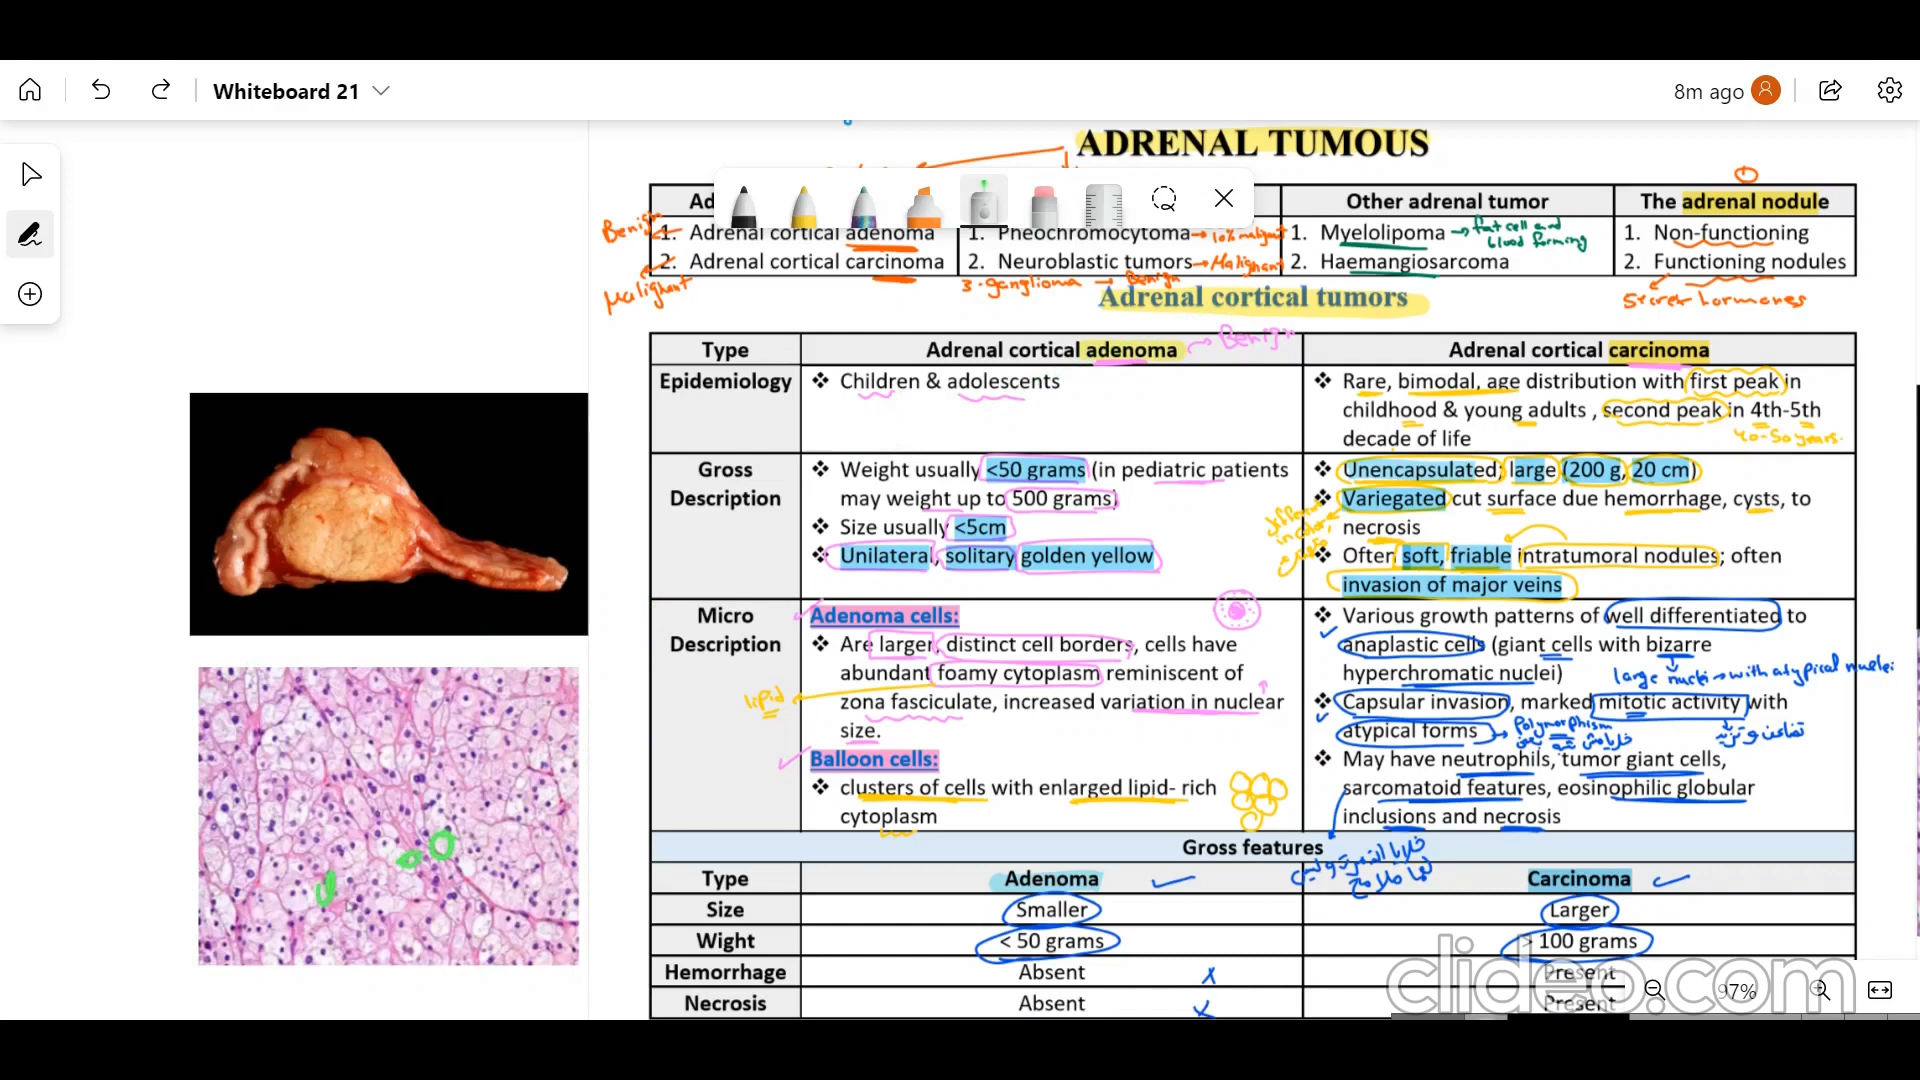 Whiteboard 21
8m ago
ADRENAL TUMOUS
Ad
Other adrenal tumor
The adrenal nodule
Benign
1. Adrenal cortical adenoma
1. Pheochromocytoma → 10% malignant
1. Myelolipoma → fat cell and blood forming
1. Non-functioning
2. Adrenal cortical carcinoma
2. Neuroblastic tumors → Malignant
2. Haemangiosarcoma
2. Functioning nodules
Malignant
3. ganglioma → Benign
Secret hormones
Adrenal cortical tumors
Type
Adrenal cortical adenoma → Benign
Adrenal cortical carcinoma
Epidemiology
❖ Children & adolescents
❖ Rare, bimodal, age distribution with first peak in
childhood & young adults , second peak in 4th-5th
decade of life
40-50 years.
Gross
Description
❖ Weight usually <50 grams (in pediatric patients
may weight up to 500 grams)
❖ Size usually <5cm
❖ Unilateral, solitary golden yellow
❖ Unencapsulated; large (200 g, 20 cm)
❖ Variegated cut surface due hemorrhage, cysts, to
necrosis
❖ Often soft, friable intratumoral nodules; often
invasion of major veins
Micro
Description
Adenoma cells:
❖ Are larger, distinct cell borders, cells have
abundant foamy cytoplasm reminiscent of
zona fasciculate, increased variation in nuclear
size.
lipid
Balloon cells:
❖ clusters of cells with enlarged lipid- rich
cytoplasm
❖ Various growth patterns of well differentiated to
anaplastic cells (giant cells with bizarre
hyperchromatic nuclei)
large nuclei → with atypical nuclei
❖ Capsular invasion, marked mitotic activity with
atypical forms → Polymorphism
❖ May have neutrophils, tumor giant cells,
sarcomatoid features, eosinophilic globular
inclusions and necrosis
Gross features
Type
Adenoma
Carcinoma
Size
Smaller
Larger
Wight
< 50 grams
> 100 grams
Hemorrhage
Absent
Present
Necrosis
Absent
Present
clideo.com
97%